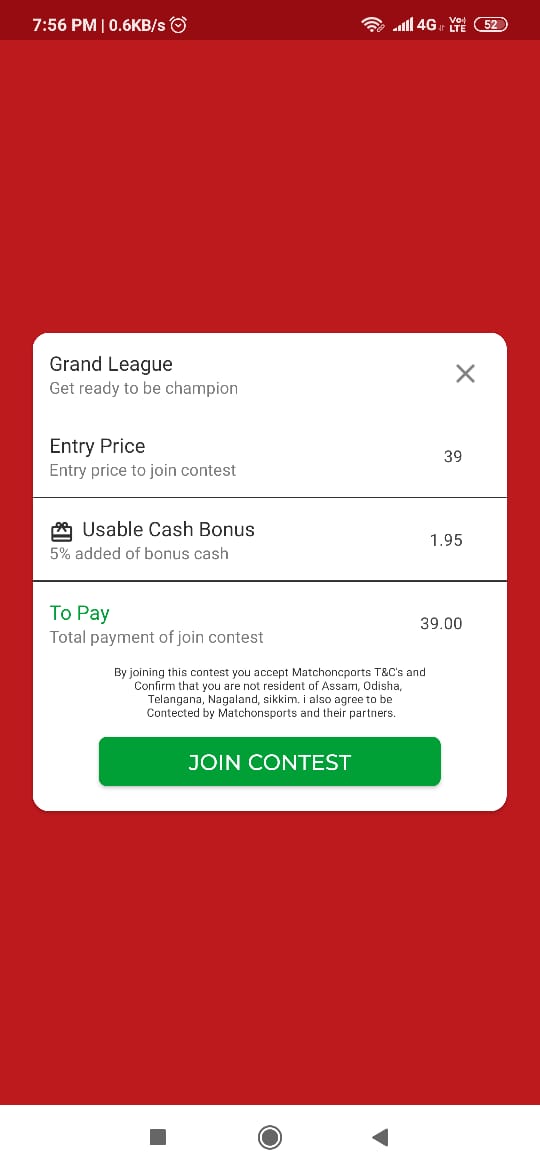 7:56 PM | 0.6KB/s 4G Vo) LTE 52
Grand League
Get ready to be champion
Entry Price
Entry price to join contest
39
Usable Cash Bonus
5% added of bonus cash
1.95
To Pay
Total payment of join contest
39.00
By joining this contest you accept Matchoncports T&C's and
Confirm that you are not resident of Assam, Odisha,
Telangana, Nagaland, sikkim. i also agree to be
Contected by Matchonsports and their partners.
JOIN CONTEST